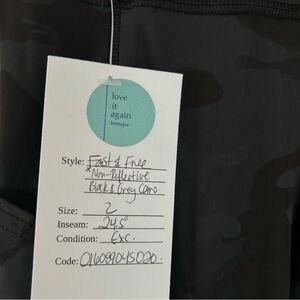 love
it
again
boutique
Style: Fast & Free
*Non-Reflective
Black & Grey Camo
Size: 2
Inseam: 24.5"
Condition: Exc.
Code: 016089045020.